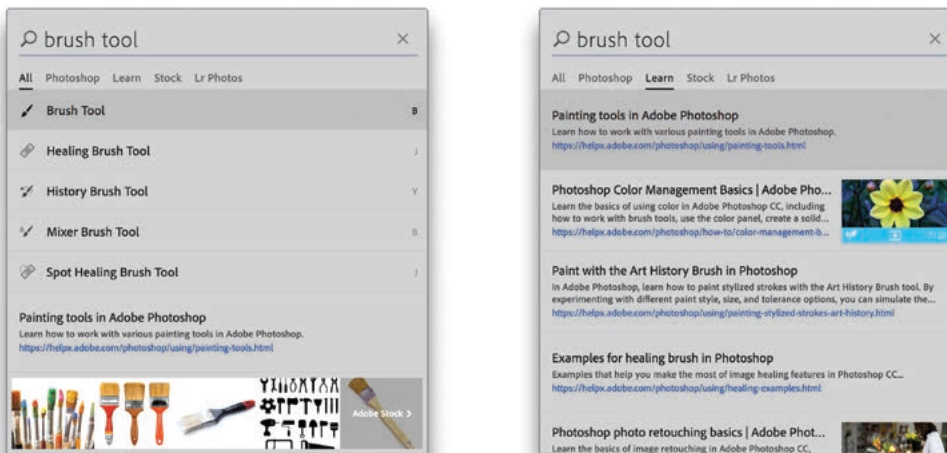 brush tool
All Photoshop Learn Stock Lr Photos
Brush Tool B
Healing Brush Tool J
History Brush Tool Y
Mixer Brush Tool B
Spot Healing Brush Tool J
Painting tools in Adobe Photoshop
Learn how to work with various painting tools in Adobe Photoshop.
https://helpx.adobe.com/photoshop/using/painting-tools.html
Adobe Stock >
brush tool
All Photoshop Learn Stock Lr Photos
Painting tools in Adobe Photoshop
Learn how to work with various painting tools in Adobe Photoshop.
https://helpx.adobe.com/photoshop/using/painting-tools.html
Photoshop Color Management Basics | Adobe Pho...
Learn the basics of using color in Adobe Photoshop CC, including
how to work with brush tools, use the color panel, create a solid...
https://helpx.adobe.com/photoshop/how-to/color-management-b...
Paint with the Art History Brush in Photoshop
In Adobe Photoshop, learn how to paint stylized strokes with the Art History Brush tool. By
experimenting with different paint style, size, and tolerance options, you can simulate the...
https://helpx.adobe.com/photoshop/using/painting-stylized-strokes-art-history.html
Examples for healing brush in Photoshop
Examples that help you make the most of image healing features in Photoshop CC...
https://helpx.adobe.com/photoshop/using/healing-examples.html
Photoshop photo retouching basics | Adobe Phot...
Learn the basics of image retouching in Adobe Photoshop CC,